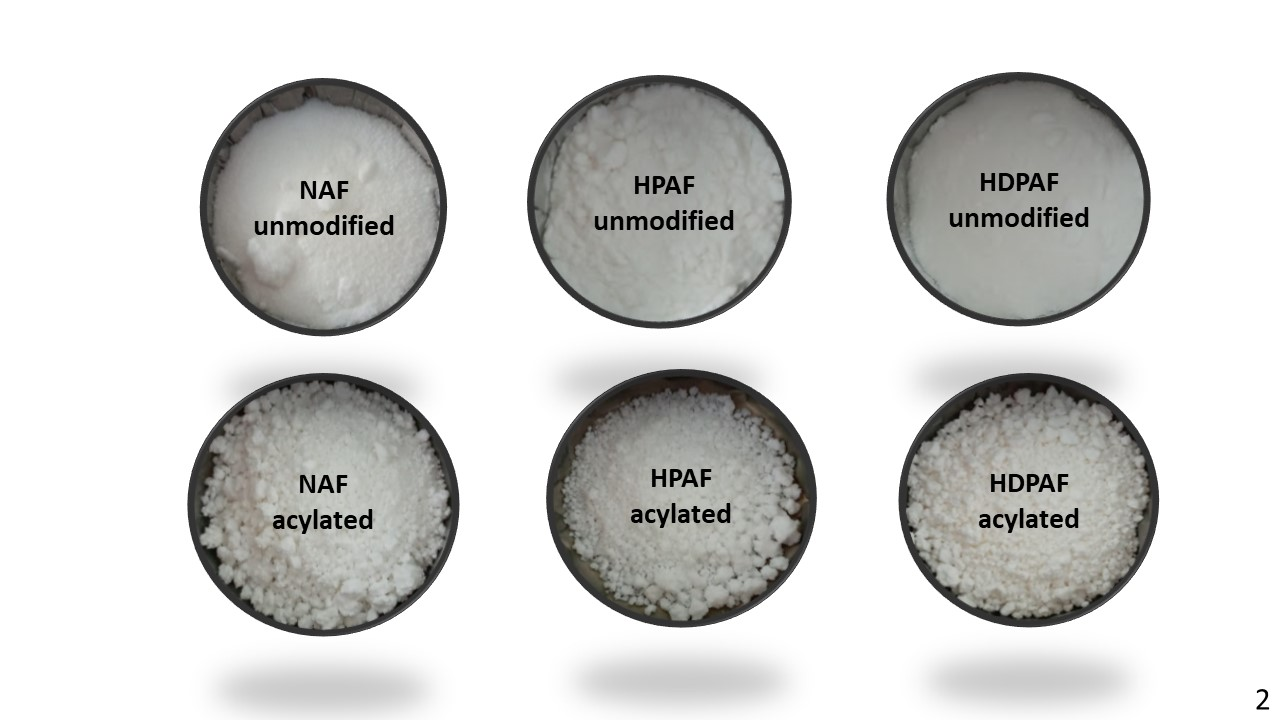 NAF
unmodified
HPAF
unmodified
HDPAF
unmodified
NAF
acylated
HPAF
acylated
HDPAF
acylated
2